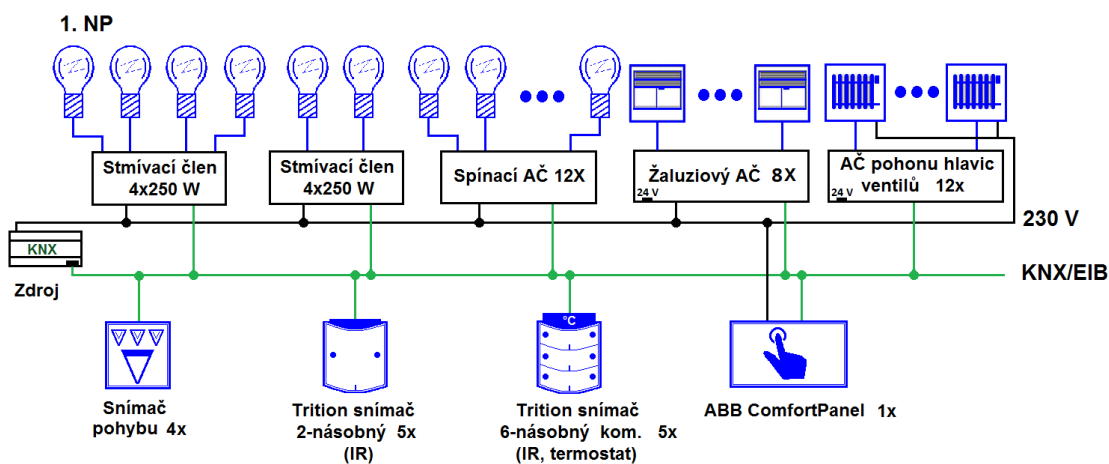 1. NP
Stmívací člen
4x250 W
Stmívací člen
4x250 W
Spínací AČ 12X
Žaluziový AČ 8X
24 V
AČ pohonu hlavic
ventilů 12x
24 V
230 V
KNX
Zdroj
KNX/EIB
°C
Snímač
pohybu 4x
Trition snímač
2-násobný 5x
(IR)
Trition snímač
6-násobný kom. 5x
(IR, termostat)
ABB ComfortPanel 1x